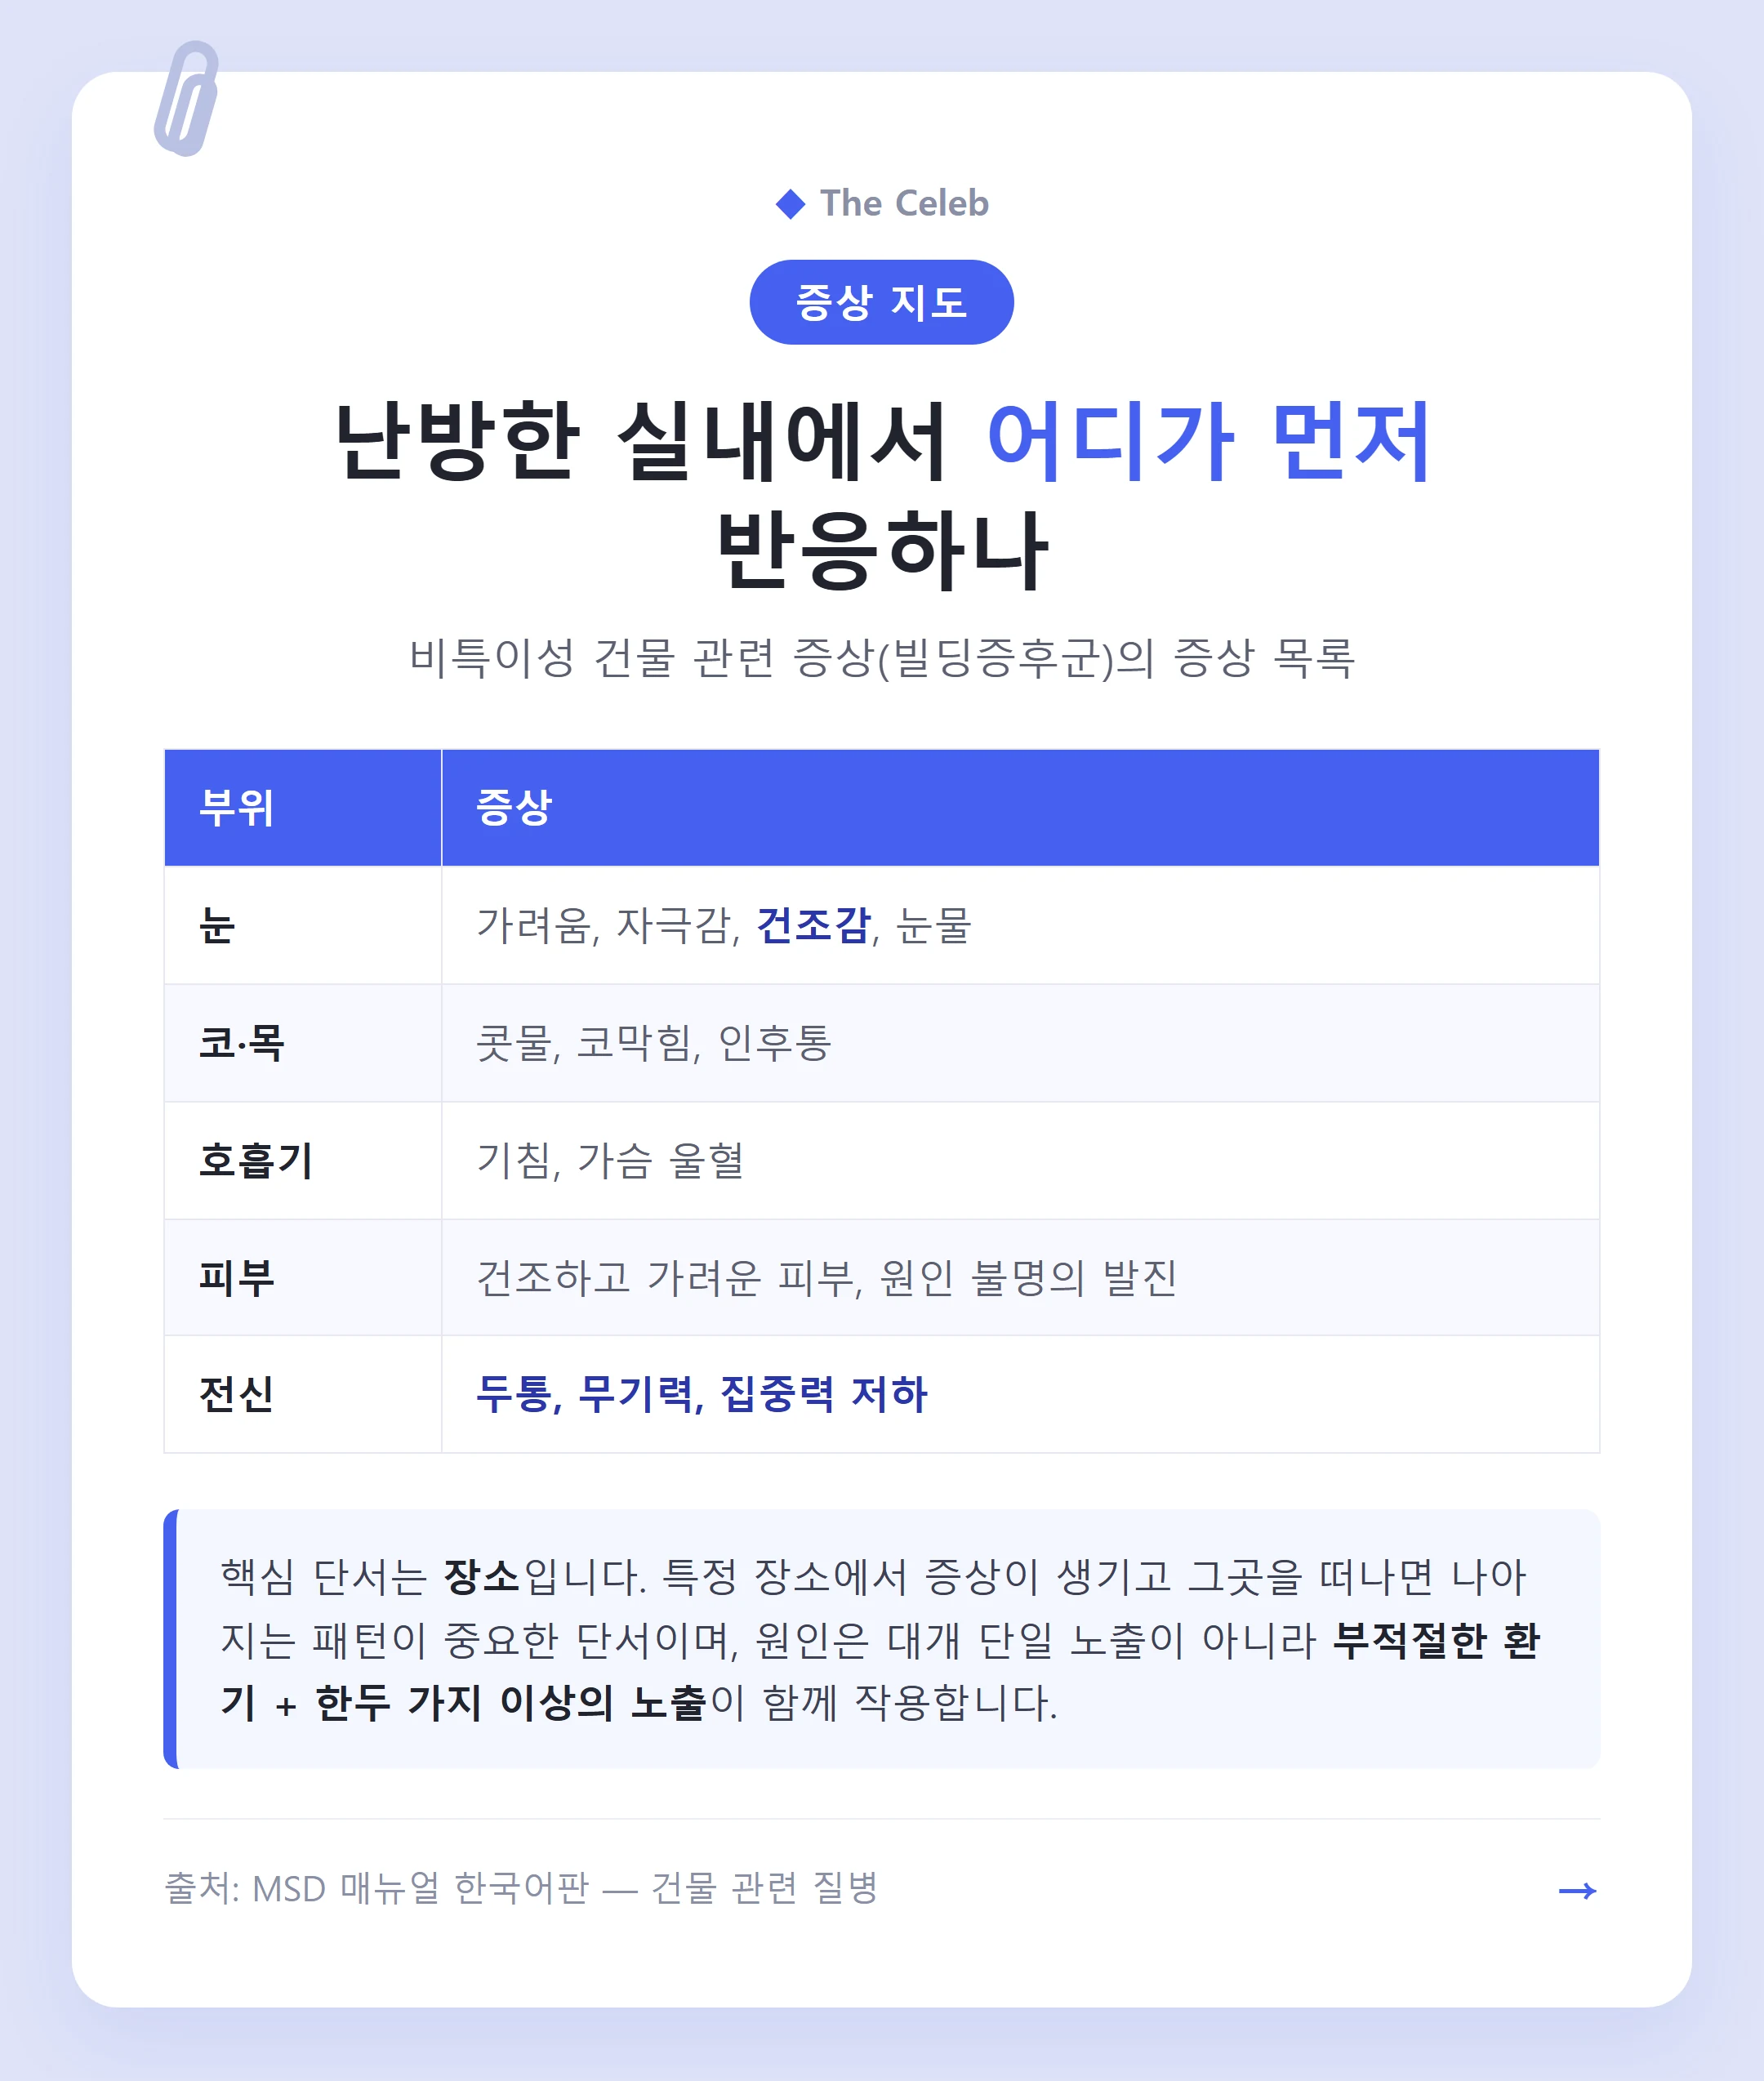 ◆ The Celeb
증상 지도
난방한 실내에서 어디가 먼저
반응하나
비특이성 건물 관련 증상(빌딩증후군)의 증상 목록
부위 증상
눈 가려움, 자극감, 건조감, 눈물
코·목 콧물, 코막힘, 인후통
호흡기 기침, 가슴 울혈
피부 건조하고 가려운 피부, 원인 불명의 발진
전신 두통, 무기력, 집중력 저하
핵심 단서는 장소입니다. 특정 장소에서 증상이 생기고 그곳을 떠나면 나아
지는 패턴이 중요한 단서이며, 원인은 대개 단일 노출이 아니라 부적절한 환
기 + 한두 가지 이상의 노출이 함께 작용합니다.
출처: MSD 매뉴얼 한국어판 — 건물 관련 질병 →